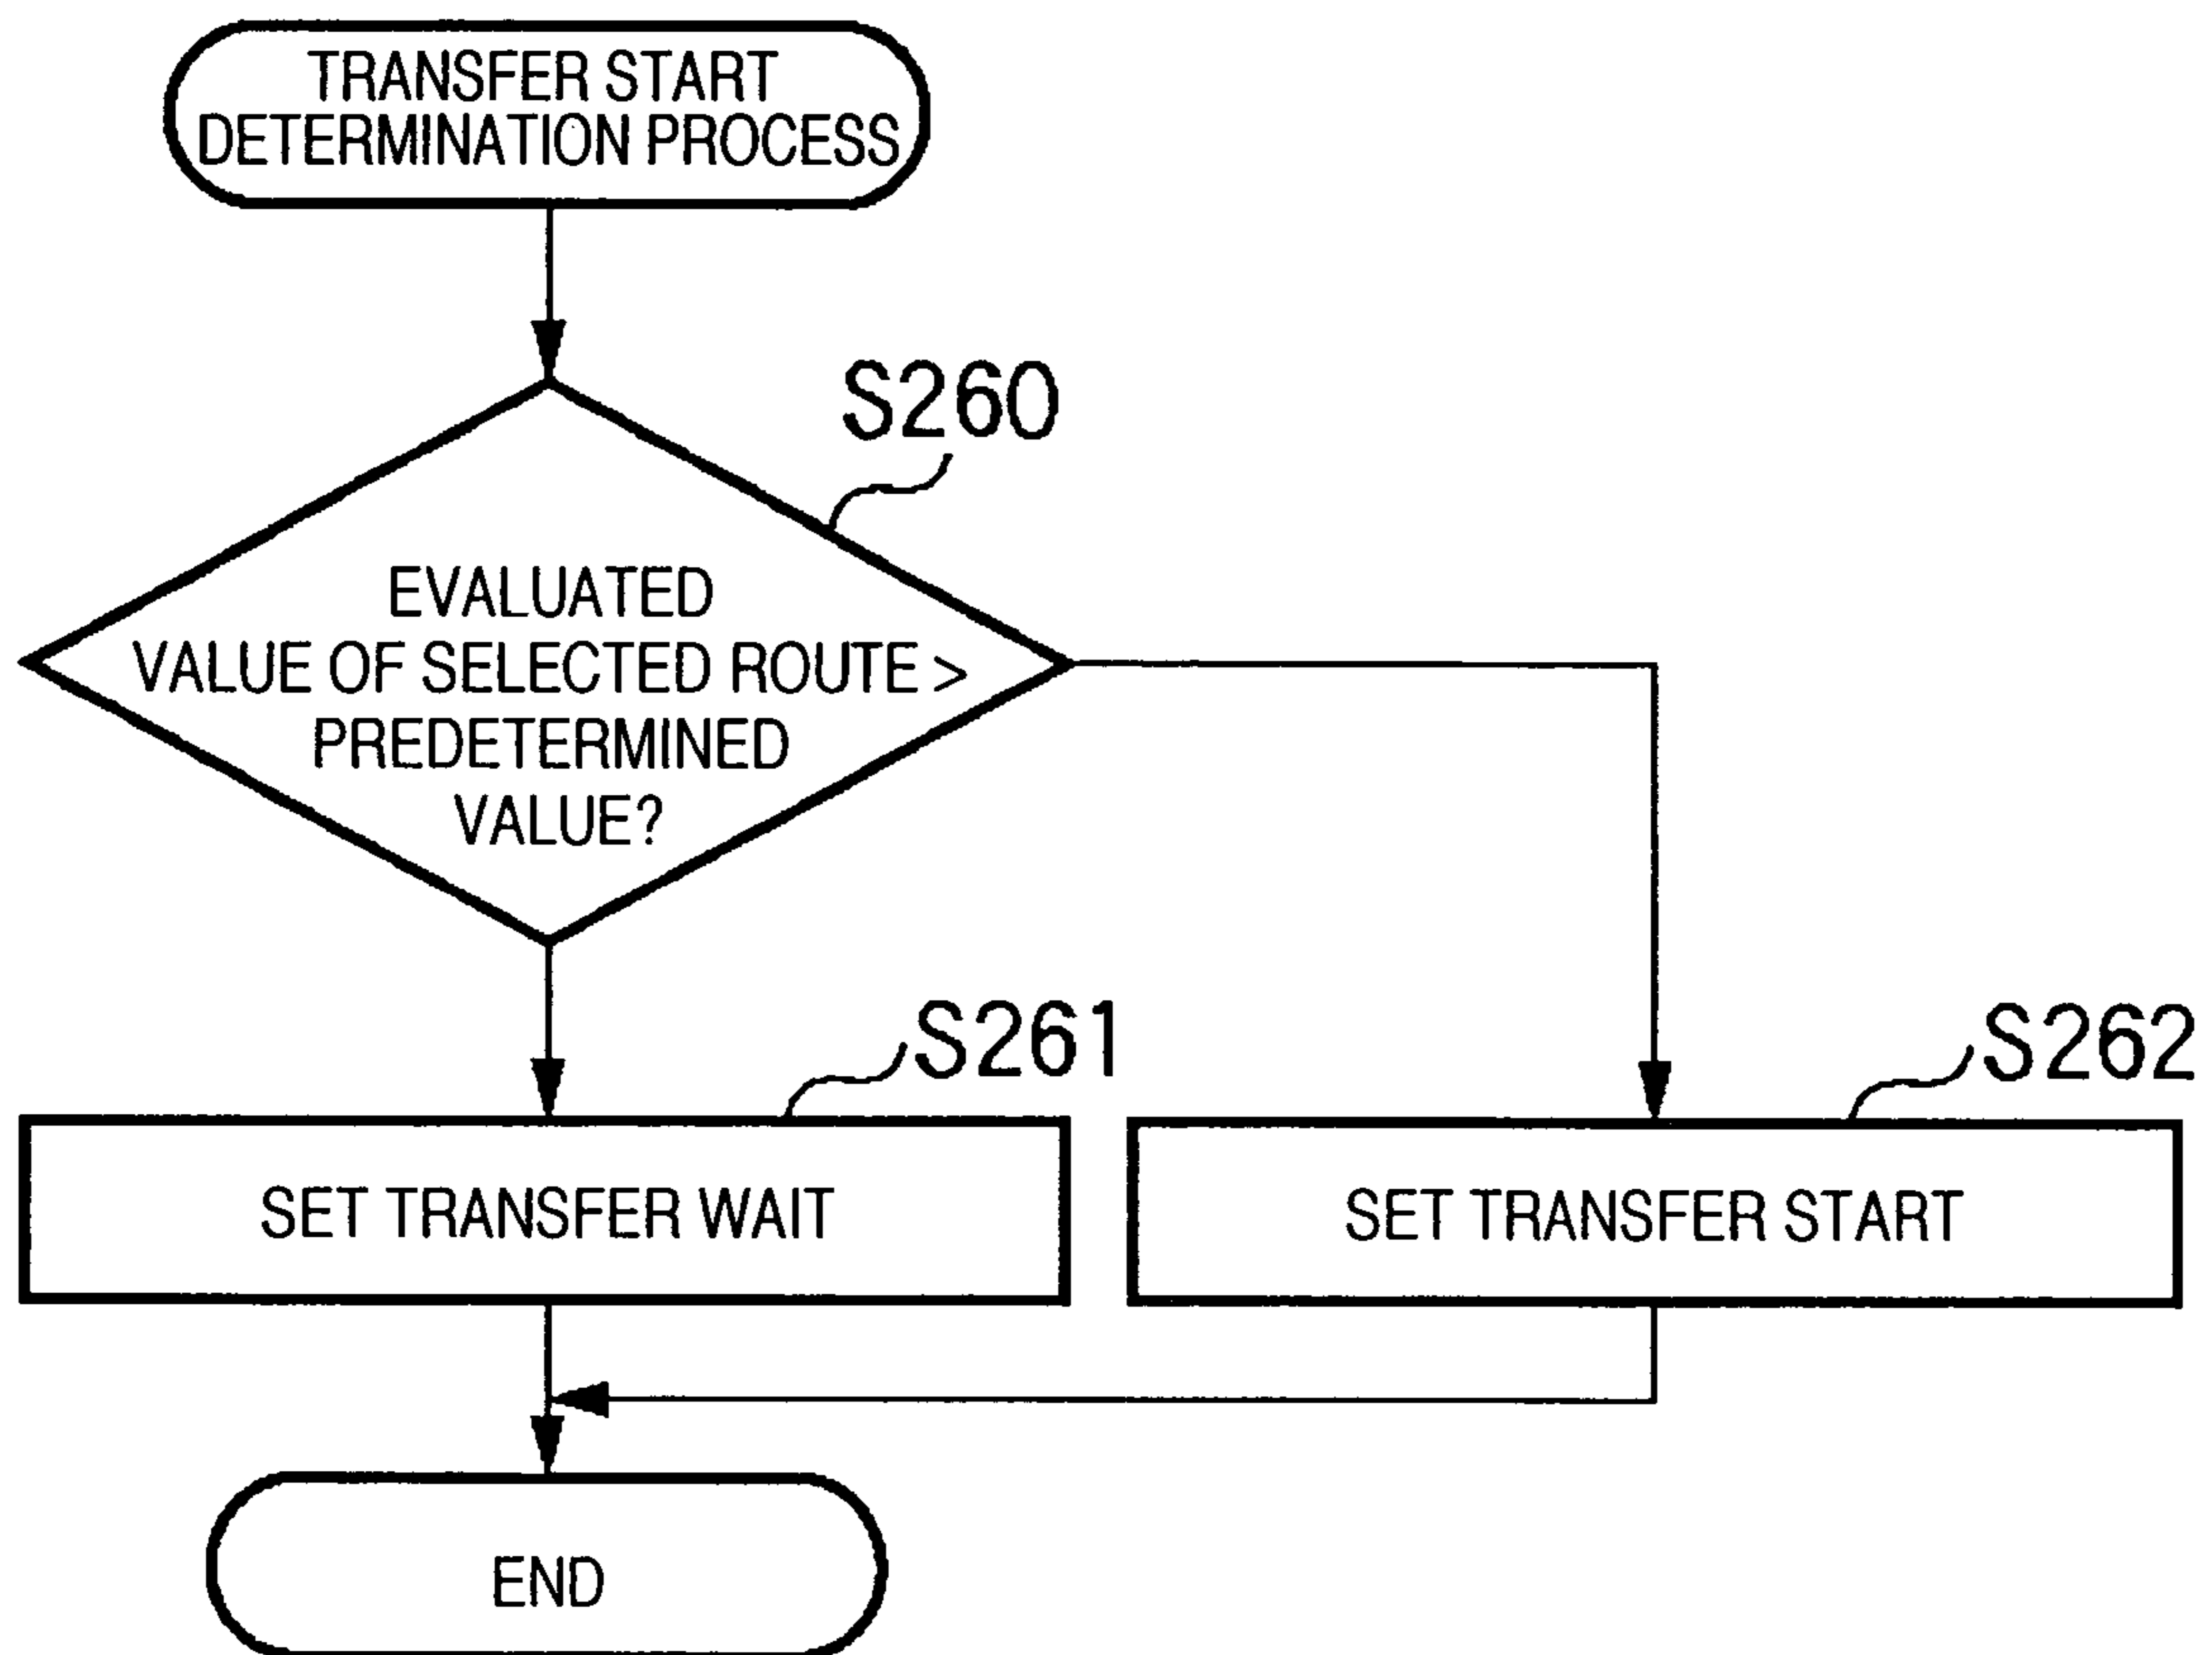 TRANSFER START
DETERMINATION PROCESS
S260
EVALUATED
VALUE OF SELECTED ROUTE >
PREDETERMINED
VALUE?
S261
S262
SET TRANSFER WAIT
SET TRANSFER START
END